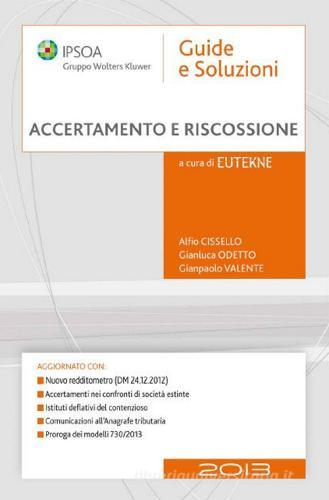 IPSOA
Gruppo Wolters Kluwer
Guide
e Soluzioni
ACCERTAMENTO E RISCOSSIONE
a cura di EUTEKNE
Alfio CISSELLO
Gianluca ODETTO
Gianpaolo VALENTE
AGGIORNATO CON:
Nuovo redditometro (DM 24.12.2012)
Accertamenti nei confronti di società estinte
Istituti deflativi del contenzioso
Comunicazioni all'Anagrafe tributaria
Proroga dei modelli 730/2013
libreriauniversitaria.it
2013